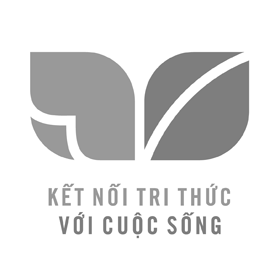 KẾT NỐI TRI THỨC
VỚI CUỘC SỐNG